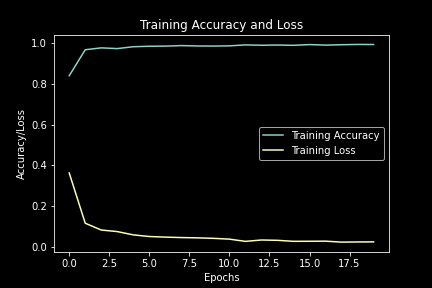 Training Accuracy and Loss
1.0
0.8
0.6
0.4
0.2
0.0
Accuracy/Loss
Training Accuracy
Training Loss
0.0 2.5 5.0 7.5 10.0 12.5 15.0 17.5
Epochs